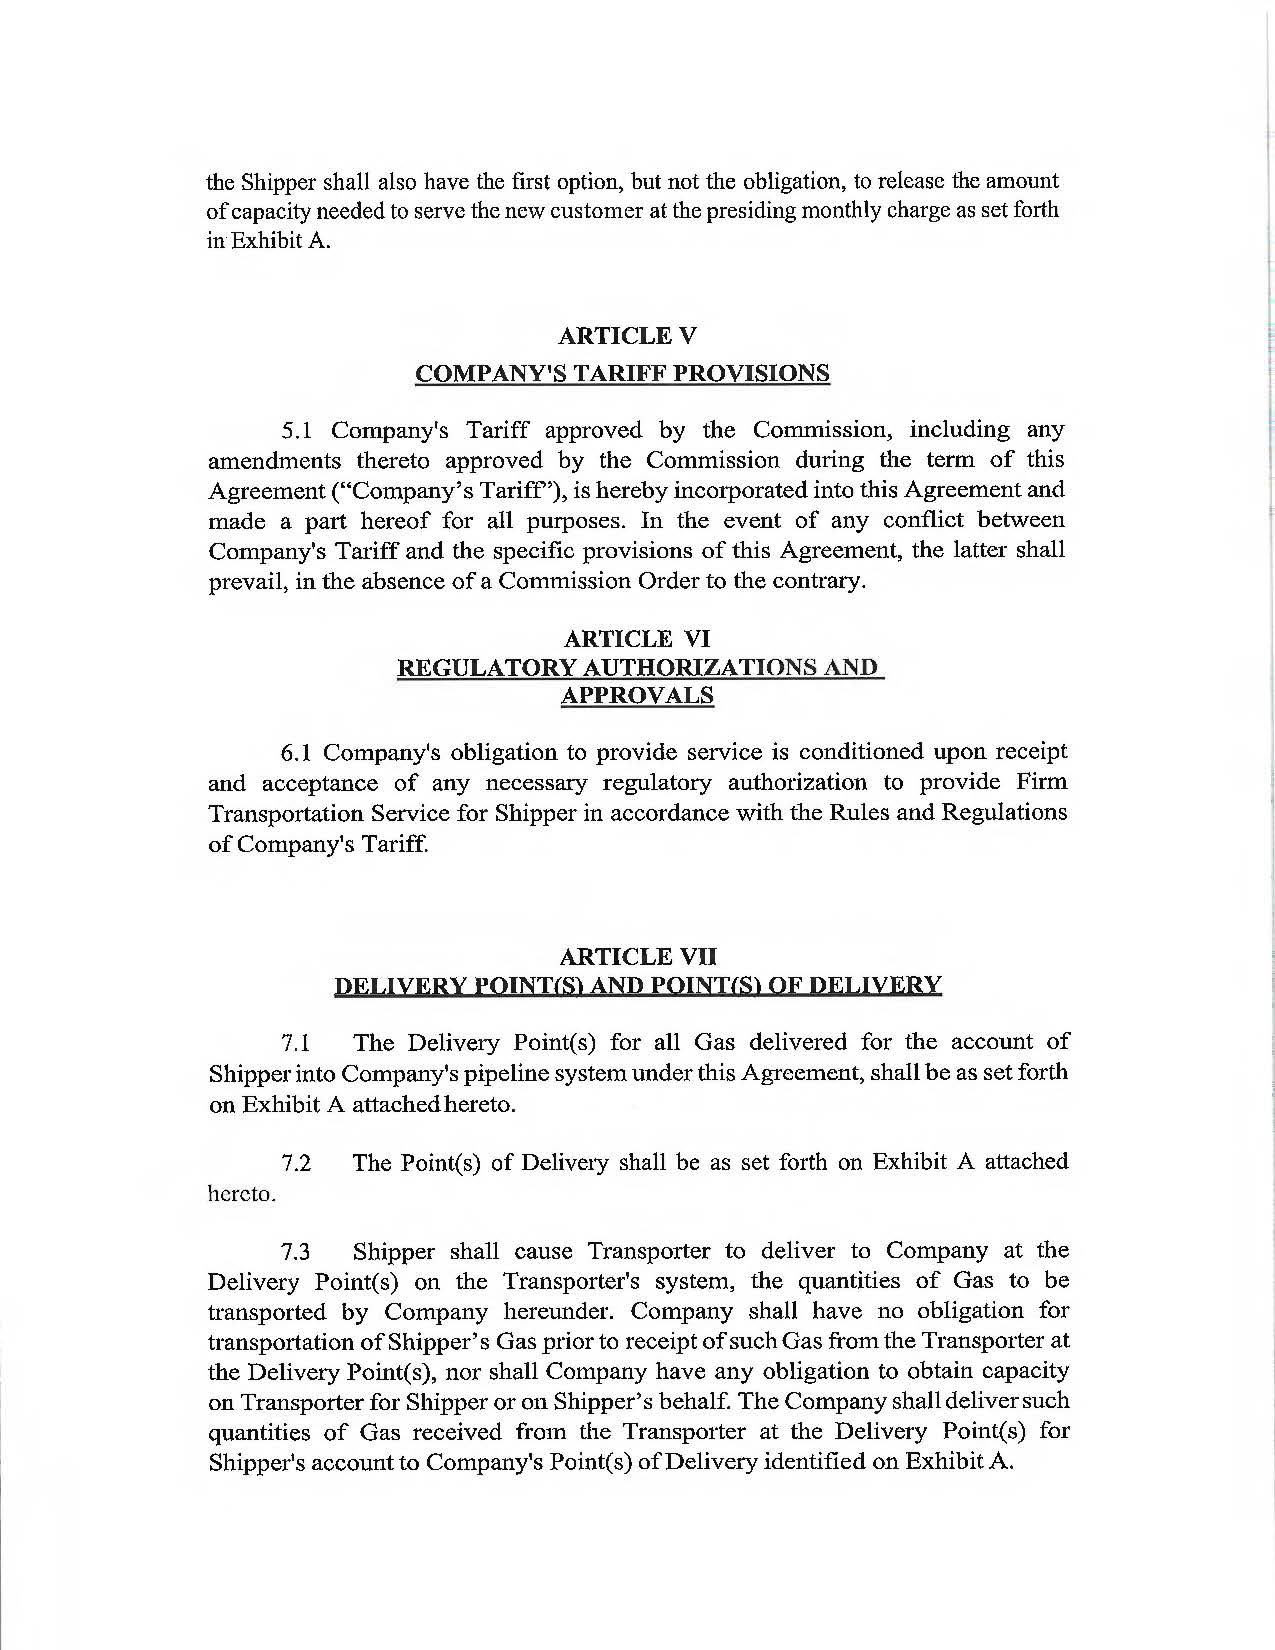 the Shipper shall also have the first option, but not the obligation, to release the amount
of capacity needed to serve the new customer at the presiding monthly charge as set forth
in Exhibit A.
ARTICLE V
COMPANY'S TARIFF PROVISIONS
5.1 Company's Tariff approved by the Commission, including any
amendments thereto approved by the Commission during the term of this
Agreement (“Company’s Tariff”), is hereby incorporated into this Agreement and
made a part hereof for all purposes. In the event of any conflict between
Company's Tariff and the specific provisions of this Agreement, the latter shall
prevail, in the absence of a Commission Order to the contrary.
ARTICLE VI
REGULATORY AUTHORIZATIONS AND
APPROVALS
6.1 Company's obligation to provide service is conditioned upon receipt
and acceptance of any necessary regulatory authorization to provide Firm
Transportation Service for Shipper in accordance with the Rules and Regulations
of Company's Tariff.
ARTICLE VII
DELIVERY POINT(S) AND POINT(S) OF DELIVERY
7.1 The Delivery Point(s) for all Gas delivered for the account of
Shipper into Company's pipeline system under this Agreement, shall be as set forth
on Exhibit A attached hereto.
7.2 The Point(s) of Delivery shall be as set forth on Exhibit A attached
hereto.
7.3 Shipper shall cause Transporter to deliver to Company at the
Delivery Point(s) on the Transporter's system, the quantities of Gas to be
transported by Company hereunder. Company shall have no obligation for
transportation of Shipper’s Gas prior to receipt of such Gas from the Transporter at
the Delivery Point(s), nor shall Company have any obligation to obtain capacity
on Transporter for Shipper or on Shipper’s behalf. The Company shall deliver such
quantities of Gas received from the Transporter at the Delivery Point(s) for
Shipper's account to Company's Point(s) of Delivery identified on Exhibit A.